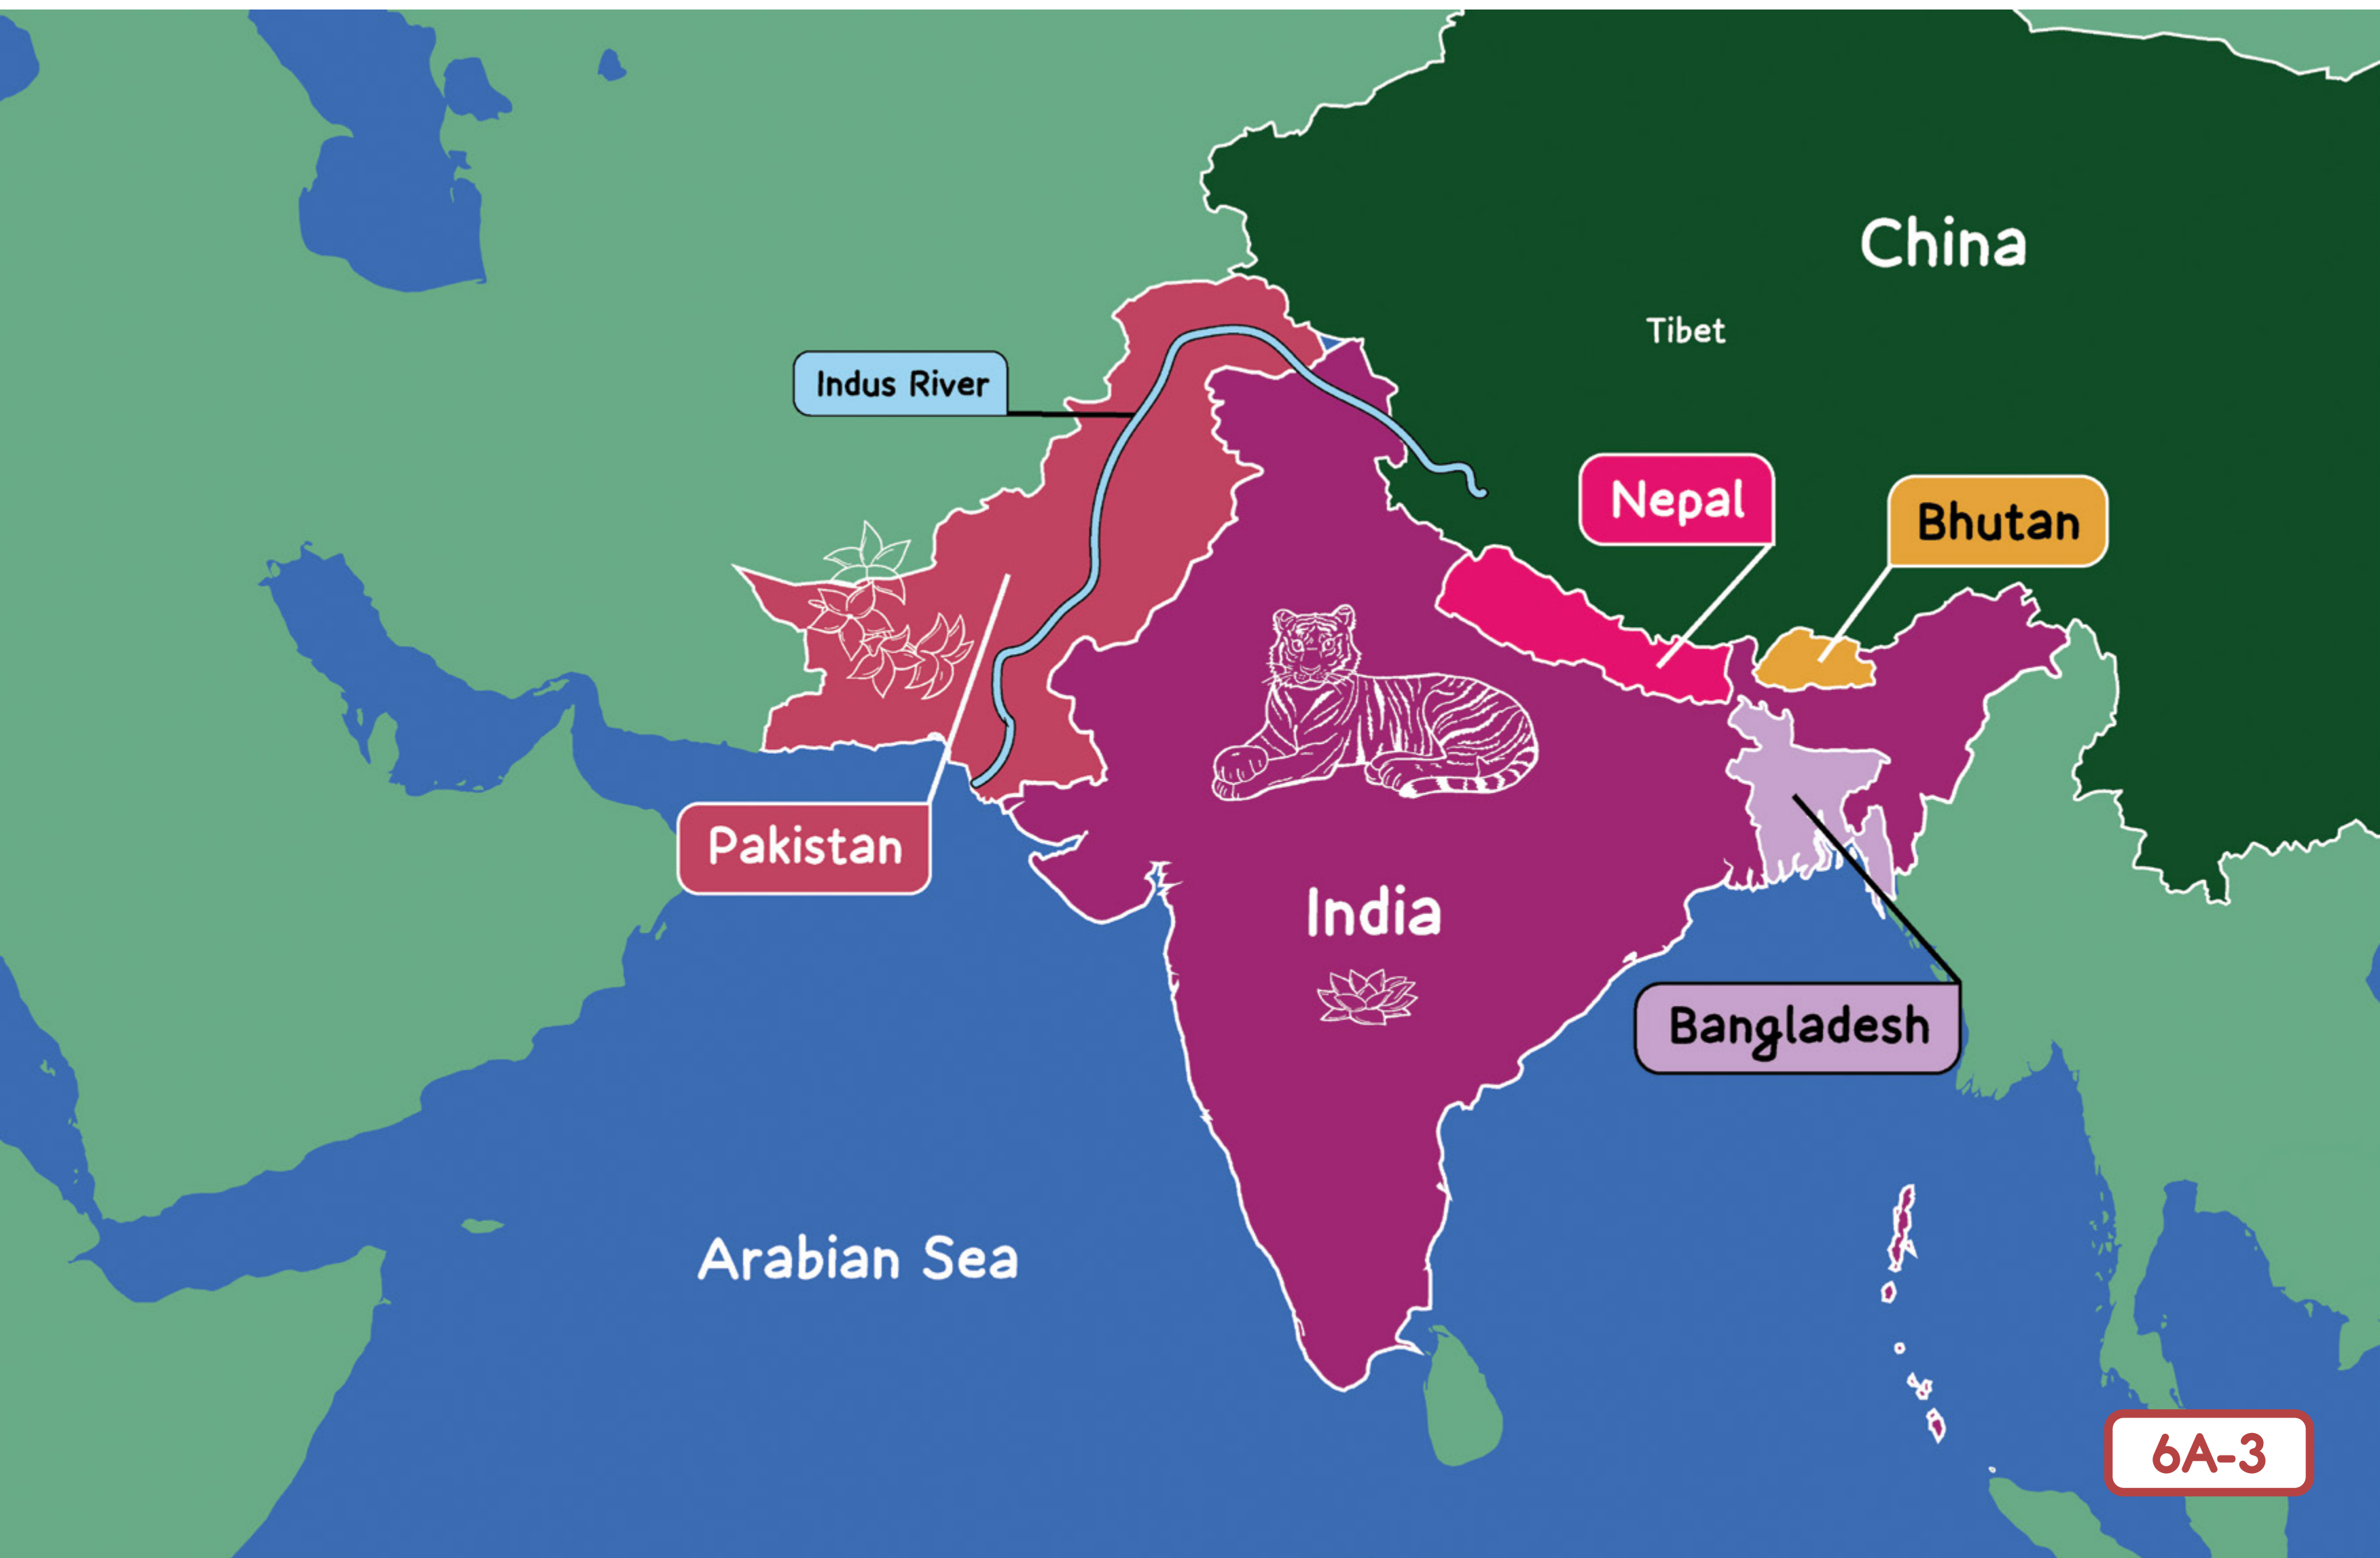 China
Tibet
Indus River
Nepal
Bhutan
Pakistan
India
Bangladesh
Arabian Sea
6A-3